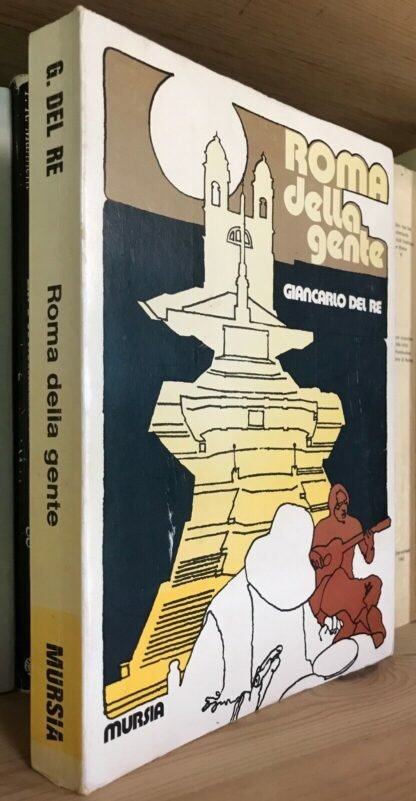 G. DEL RE
Roma della gente
MURSIA
ROMA
della
gente
GIANCARLO DEL RE
MURSIA